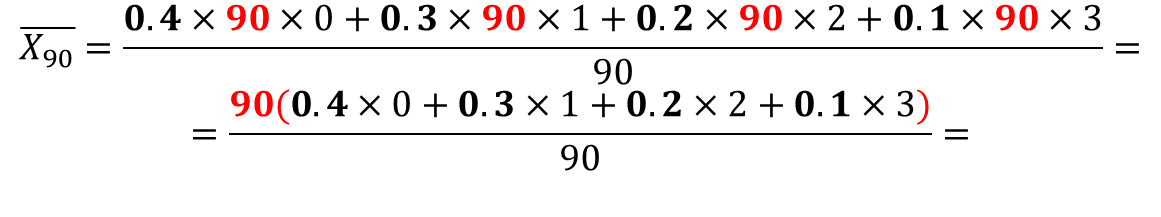 X̅₉₀ = 0.4 × 90 × 0 + 0.3 × 90 × 1 + 0.2 × 90 × 2 + 0.1 × 90 × 3 =
90
= 90(0.4 × 0 + 0.3 × 1 + 0.2 × 2 + 0.1 × 3) =
90